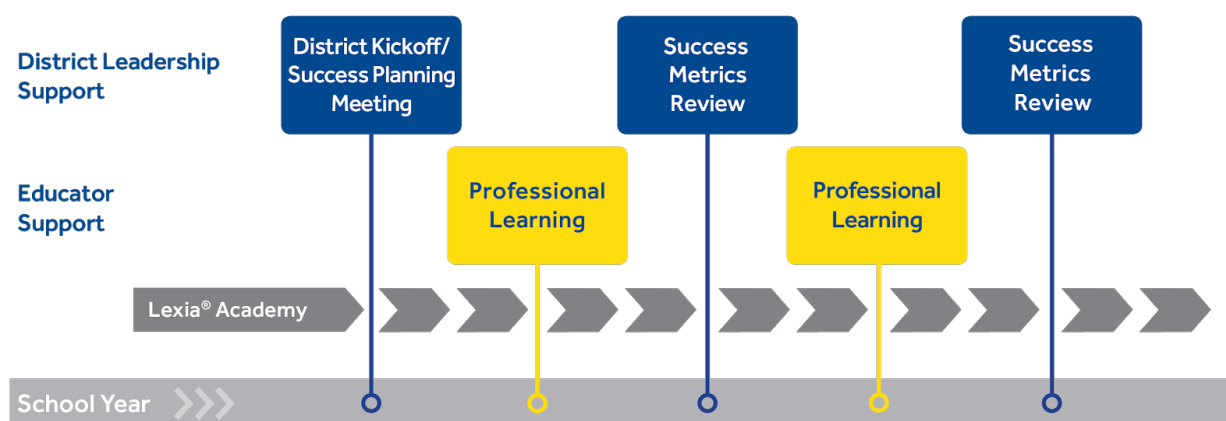 District Leadership
Support
District Kickoff/
Success Planning
Meeting
Success
Metrics
Review
Success
Metrics
Review
Educator
Support
Professional
Learning
Professional
Learning
Lexia® Academy
School Year